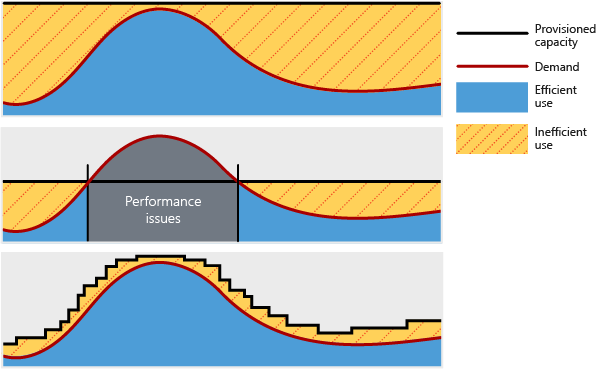 Provisioned
capacity
Demand
Efficient
use
Inefficient
use
Performance
issues